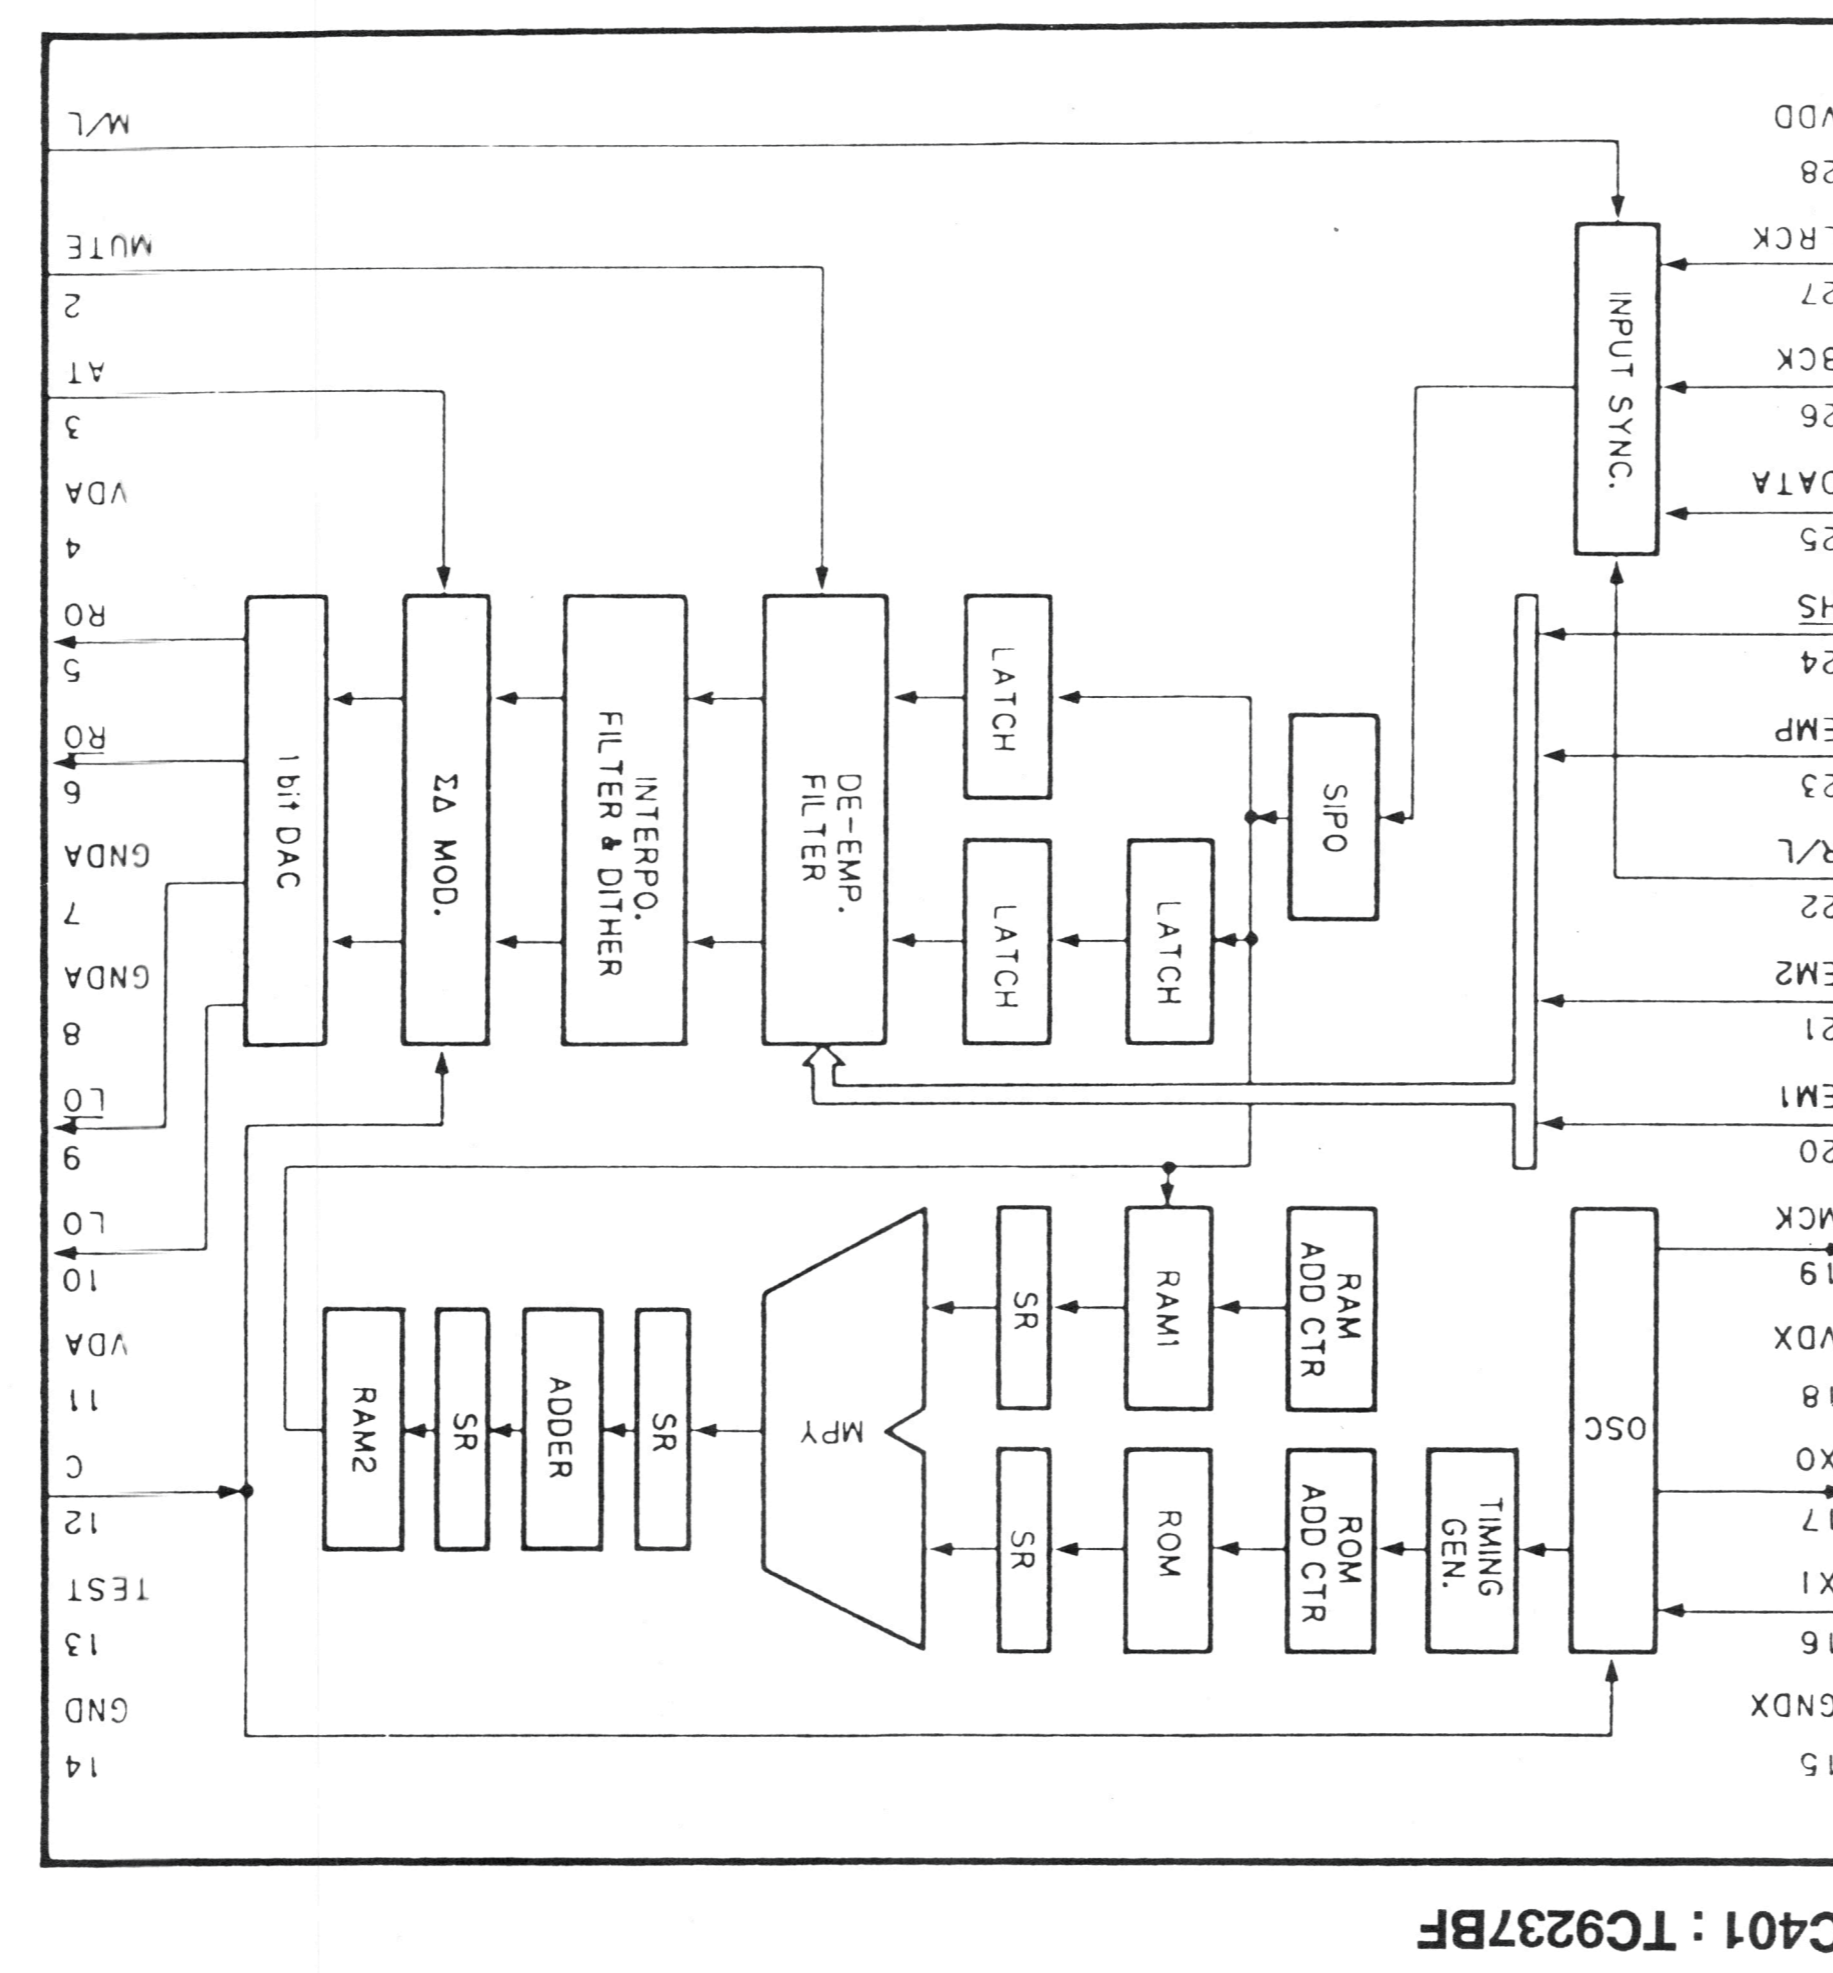 C401 : TC9237BF
15
GNDX
16
XI
17
XO
18
VDX
19
MCK
20
EM1
21
EM2
22
R/L
23
EMP
24
HS
25
DATA
26
BCK
27
LRCK
28
VDD
14
GND
13
TEST
12
C
11
VDA
10
LO
9
LO
8
GNDA
7
GNDA
6
RO
5
RO
4
VDA
3
AT
2
MUTE
M/L
OSC
TIMING
GEN.
ROM
ADD CTR
ROM
SR
RAM
ADD CTR
RAM1
SR
MPY
SR
ADDER
SR
RAM2
INPUT SYNC.
SIPO
LATCH
LATCH
LATCH
DE-EMP.
FILTER
INTERPO.
FILTER & DITHER
ΣΔ MOD.
1 bit DAC